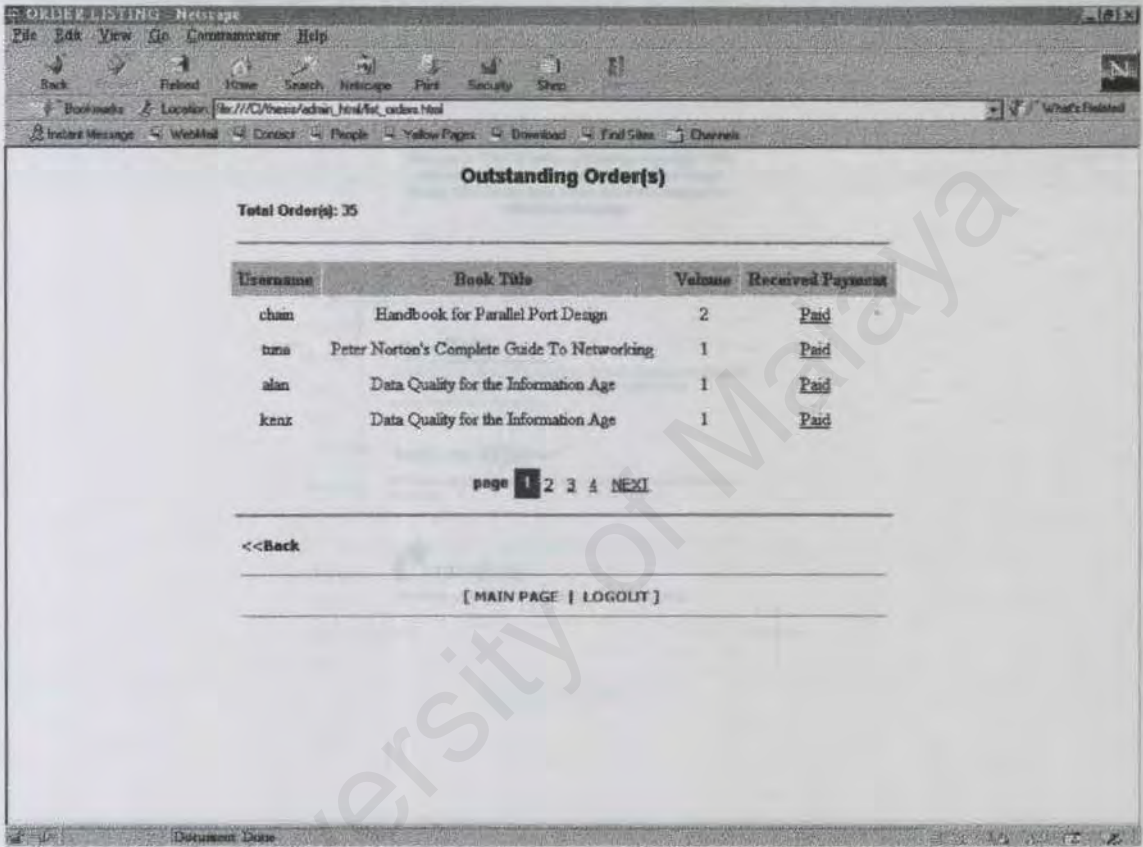 ORDER LISTING - Netscape
File Edit View Go Communicator Help
Back Reload Home Search Netscape Print Security Shop
Bookmarks Location: file:///C/thesis/admin_html/list_orders.html What's Related
Instant Message WebMail Contact People Yellow Pages Download Find Sites Channels
Outstanding Order(s)
Total Order(s): 35
Username Book Title Volume Received Payment
chain Handbook for Parallel Port Design 2 Paid
tuna Peter Norton's Complete Guide To Networking 1 Paid
alan Data Quality for the Information Age 1 Paid
kenz Data Quality for the Information Age 1 Paid
page 1 2 3 4 NEXT
<<Back
[ MAIN PAGE | LOGOUT ]
Document: Done
University of Malaya